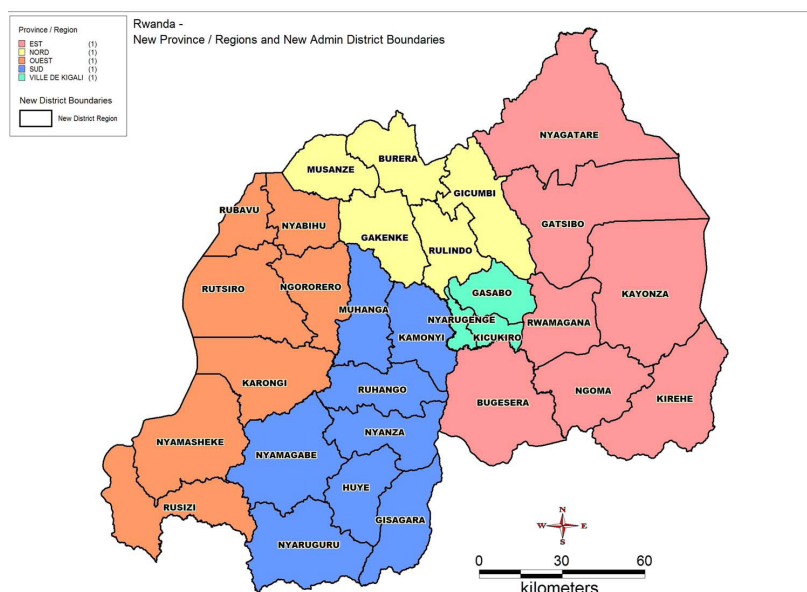 Rwanda -
New Province / Regions and New Admin District Boundaries
Province / Region
EST (1)
NORD (1)
OUEST (1)
SUD (1)
VILLE DE KIGALI (1)
New District Boundaries
New District Region
NYAGATARE
BURERA
MUSANZE
GICUMBI
RUBAVU
NYABIHU
GATSIBO
GAKENKE
RULINDO
RUTSIRO
NGORORERO
GASABO
KAYONZA
MUHANGA
NYARUGENGE
RWAMAGANA
KAMONYI
KICUKIRO
KARONGI
RUHANGO
NGOMA
BUGESERA
KIREHE
NYAMASHEKE
NYANZA
NYAMAGABE
HUYE
RUSIZI
GISAGARA
NYARUGURU
N
W E
S
0 30 60
kilometers